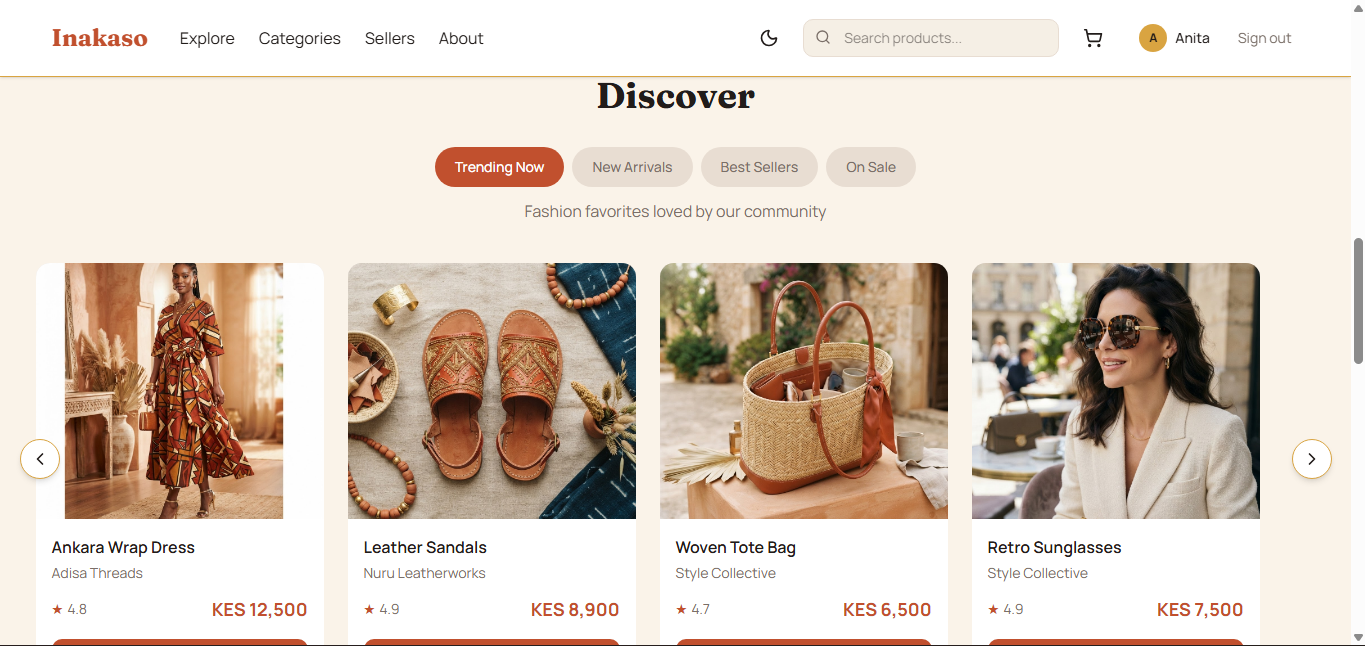 Inakaso Explore Categories Sellers About Search products... A Anita Sign out
Discover
Trending Now New Arrivals Best Sellers On Sale
Fashion favorites loved by our community
Ankara Wrap Dress Leather Sandals Woven Tote Bag Retro Sunglasses
Adisa Threads Nuru Leatherworks Style Collective Style Collective
★ 4.8 KES 12,500 ★ 4.9 KES 8,900 ★ 4.7 KES 6,500 ★ 4.9 KES 7,500